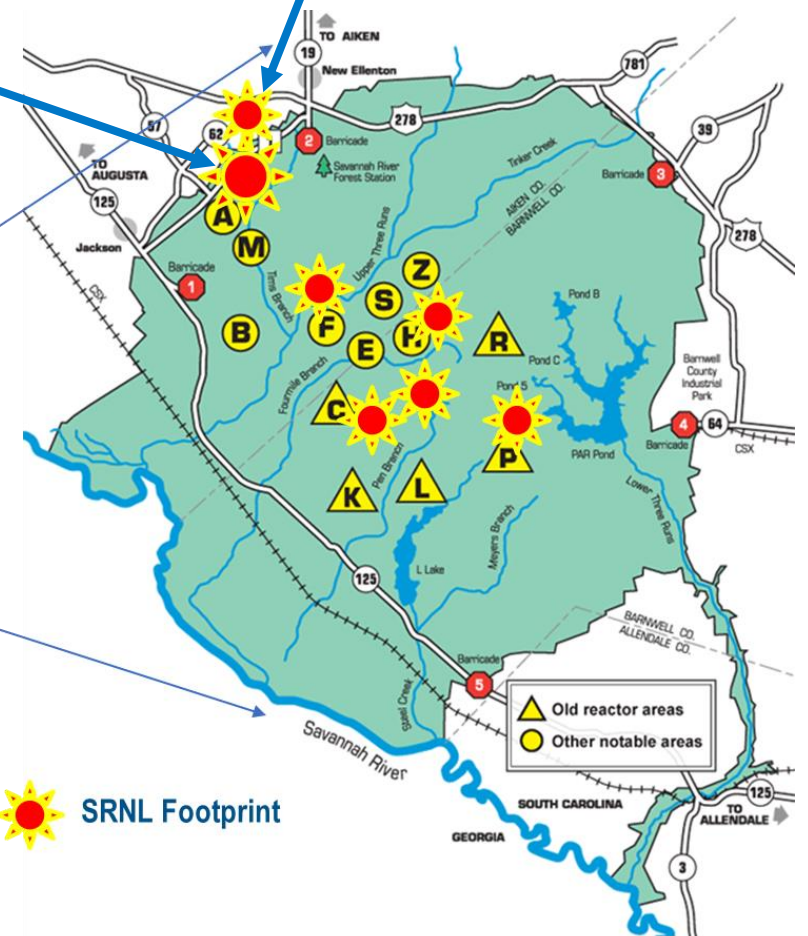 TO AIKEN
19
New Ellenton
781
57
62
278
39
2
Barricade
Savannah River
Forest Station
Tinker Creek
AIKEN CO.
BARNWELL CO.
Barricade
3
TO
AUGUSTA
125
278
Jackson
A
M
Upper Three Runs
Barricade
1
CSX
Tims Branch
Z
S
F
B
E
H
R
Pond B
Pond C
Barnwell
County
Industrial
Park
Fourmile Branch
C
Pond 5
P
4
64
Barricade
CSX
PAR Pond
Pen Branch
K
L
Lower Three Runs
Meyers Branch
L Lake
125
BARNWELL CO.
ALLENDALE CO.
Barricade
5
Steel Creek
Old reactor areas
Other notable areas
Savannah River
SRNL Footprint
SOUTH CAROLINA
GEORGIA
125
TO
ALLENDALE
3